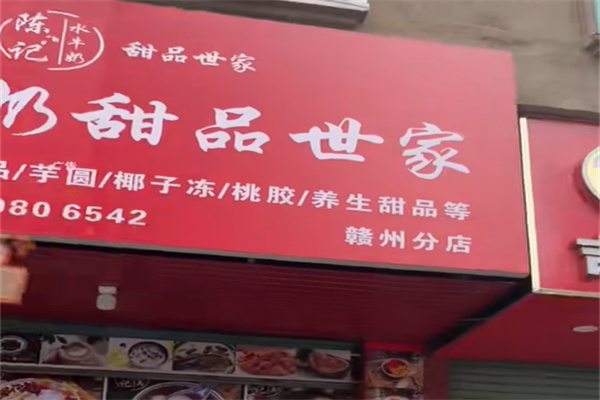 陈记
水牛奶
甜品世家
奶甜品世家
品/芋圆/椰子冻/桃胶/养生甜品等
080 6542
赣州分店